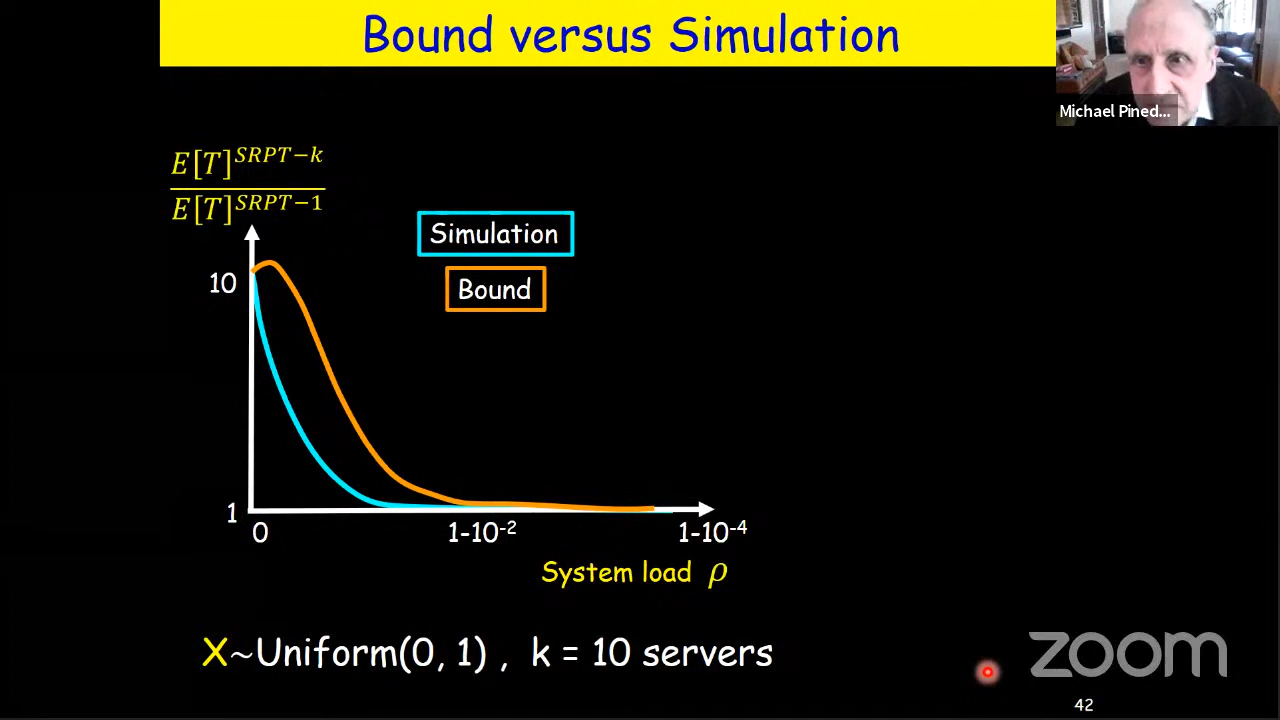 Bound versus Simulation
Michael Pined...
E[T]^{SRPT-k}
E[T]^{SRPT-1}
Simulation
Bound
10
1
0
1-10^{-2}
1-10^{-4}
System load ρ
X~Uniform(0, 1) , k = 10 servers
zoom
42